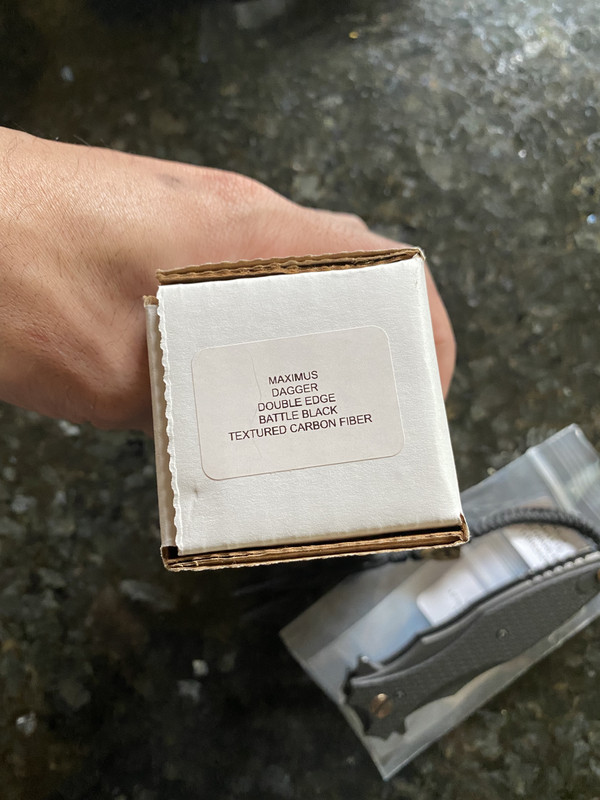 MAXIMUS
DAGGER
DOUBLE EDGE
BATTLE BLACK
TEXTURED CARBON FIBER